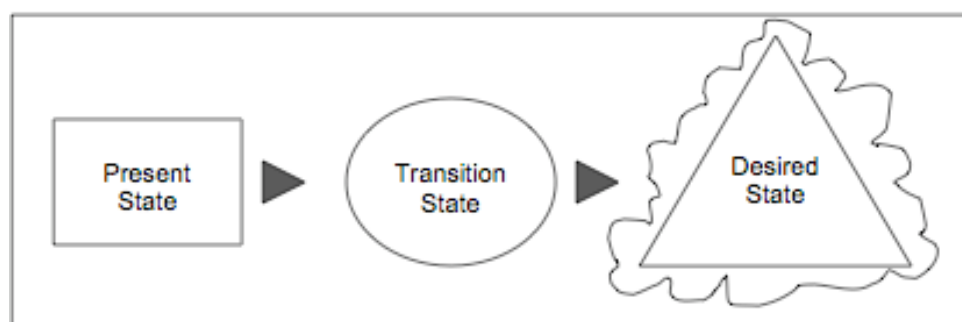 Present
State
Transition
State
Desired
State